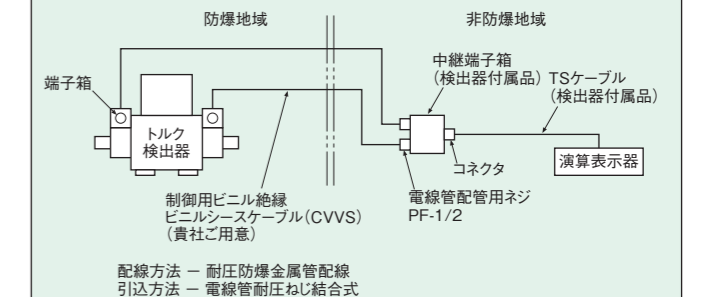 防爆地域
非防爆地域
端子箱
トルク
検出器
中継端子箱
(検出器付属品)
TSケーブル
(検出器付属品)
コネクタ
演算表示器
電線管配管用ネジ
PF-1/2
制御用ビニル絶縁
ビニルシースケーブル(CVVS)
(貴社ご用意)
配線方法 － 耐圧防爆金属管配線
引込方法 － 電線管耐圧ねじ結合式